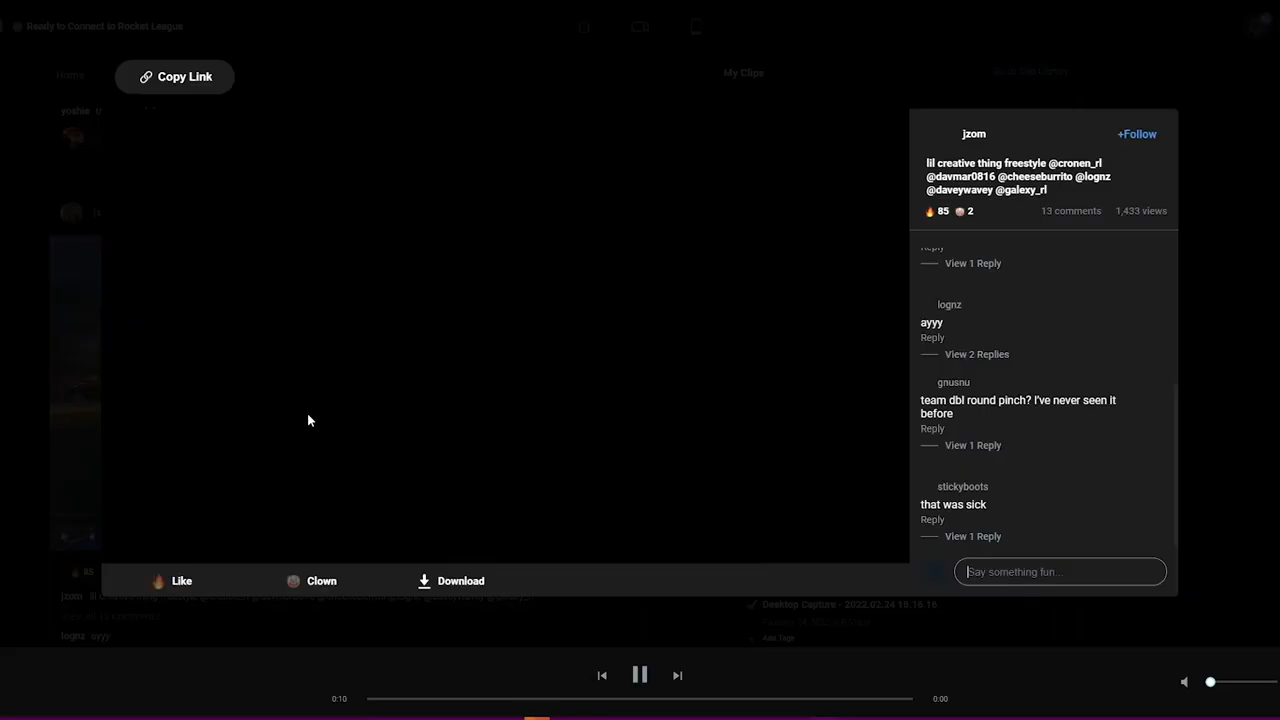 Ready to Connect to Rocket League
Home
Copy Link
My Clips
yoshie
jzom
+Follow
lil creative thing freestyle @cronen_rl
@davmar0816 @cheeseburrito @lognz
@daveywavey @galexy_rl
85 2 13 comments 1,433 views
Reply
View 1 Reply
lognz
ayyy
Reply
View 2 Replies
gnusnu
team dbl round pinch? I've never seen it
before
Reply
View 1 Reply
stickyboots
that was sick
Reply
View 1 Reply
Say something fun...
Like
Clown
Download
85
jzom
lognz ayyy
Desktop Capture - 2022.02.24 18.16.16
Add Tags
0:10
0:00